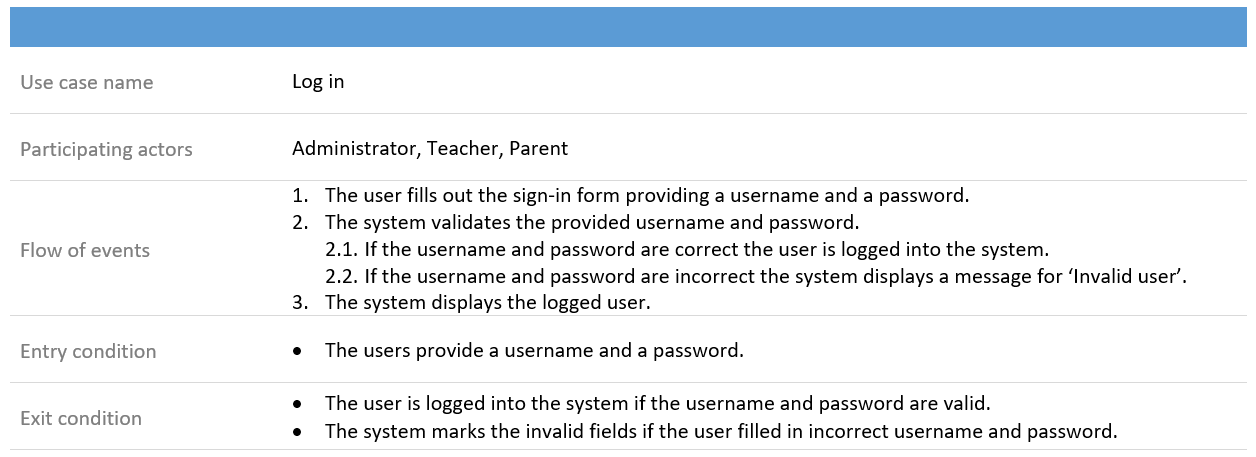 Use case name
Log in
Participating actors
Administrator, Teacher, Parent
Flow of events
1. The user fills out the sign-in form providing a username and a password.
2. The system validates the provided username and password.
2.1. If the username and password are correct the user is logged into the system.
2.2. If the username and password are incorrect the system displays a message for ‘Invalid user’.
3. The system displays the logged user.
Entry condition
• The users provide a username and a password.
Exit condition
• The user is logged into the system if the username and password are valid.
• The system marks the invalid fields if the user filled in incorrect username and password.